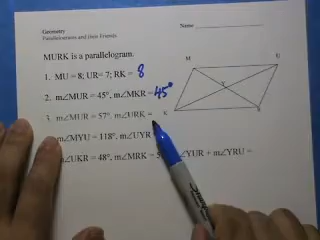 Geometry
Parallelograms and their Friends
Name
MURK is a parallelogram.
1. MU = 8; UR= 7; RK = 8
2. m∠MUR = 45°, m∠MKR = 45°
3. m∠MUR = 57° m∠URK =
m∠MYU = 118°, m∠UYR
m∠UKR = 48°, m∠MRK = 5 ∠YUR + m∠YRU =
M
U
Y
K